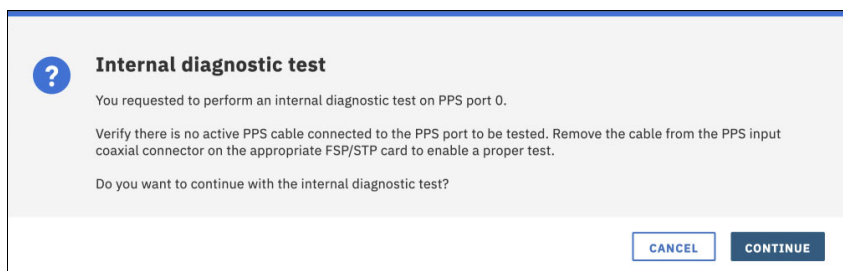 ?
Internal diagnostic test
You requested to perform an internal diagnostic test on PPS port 0.
Verify there is no active PPS cable connected to the PPS port to be tested. Remove the cable from the PPS input
coaxial connector on the appropriate FSP/STP card to enable a proper test.
Do you want to continue with the internal diagnostic test?
CANCEL
CONTINUE